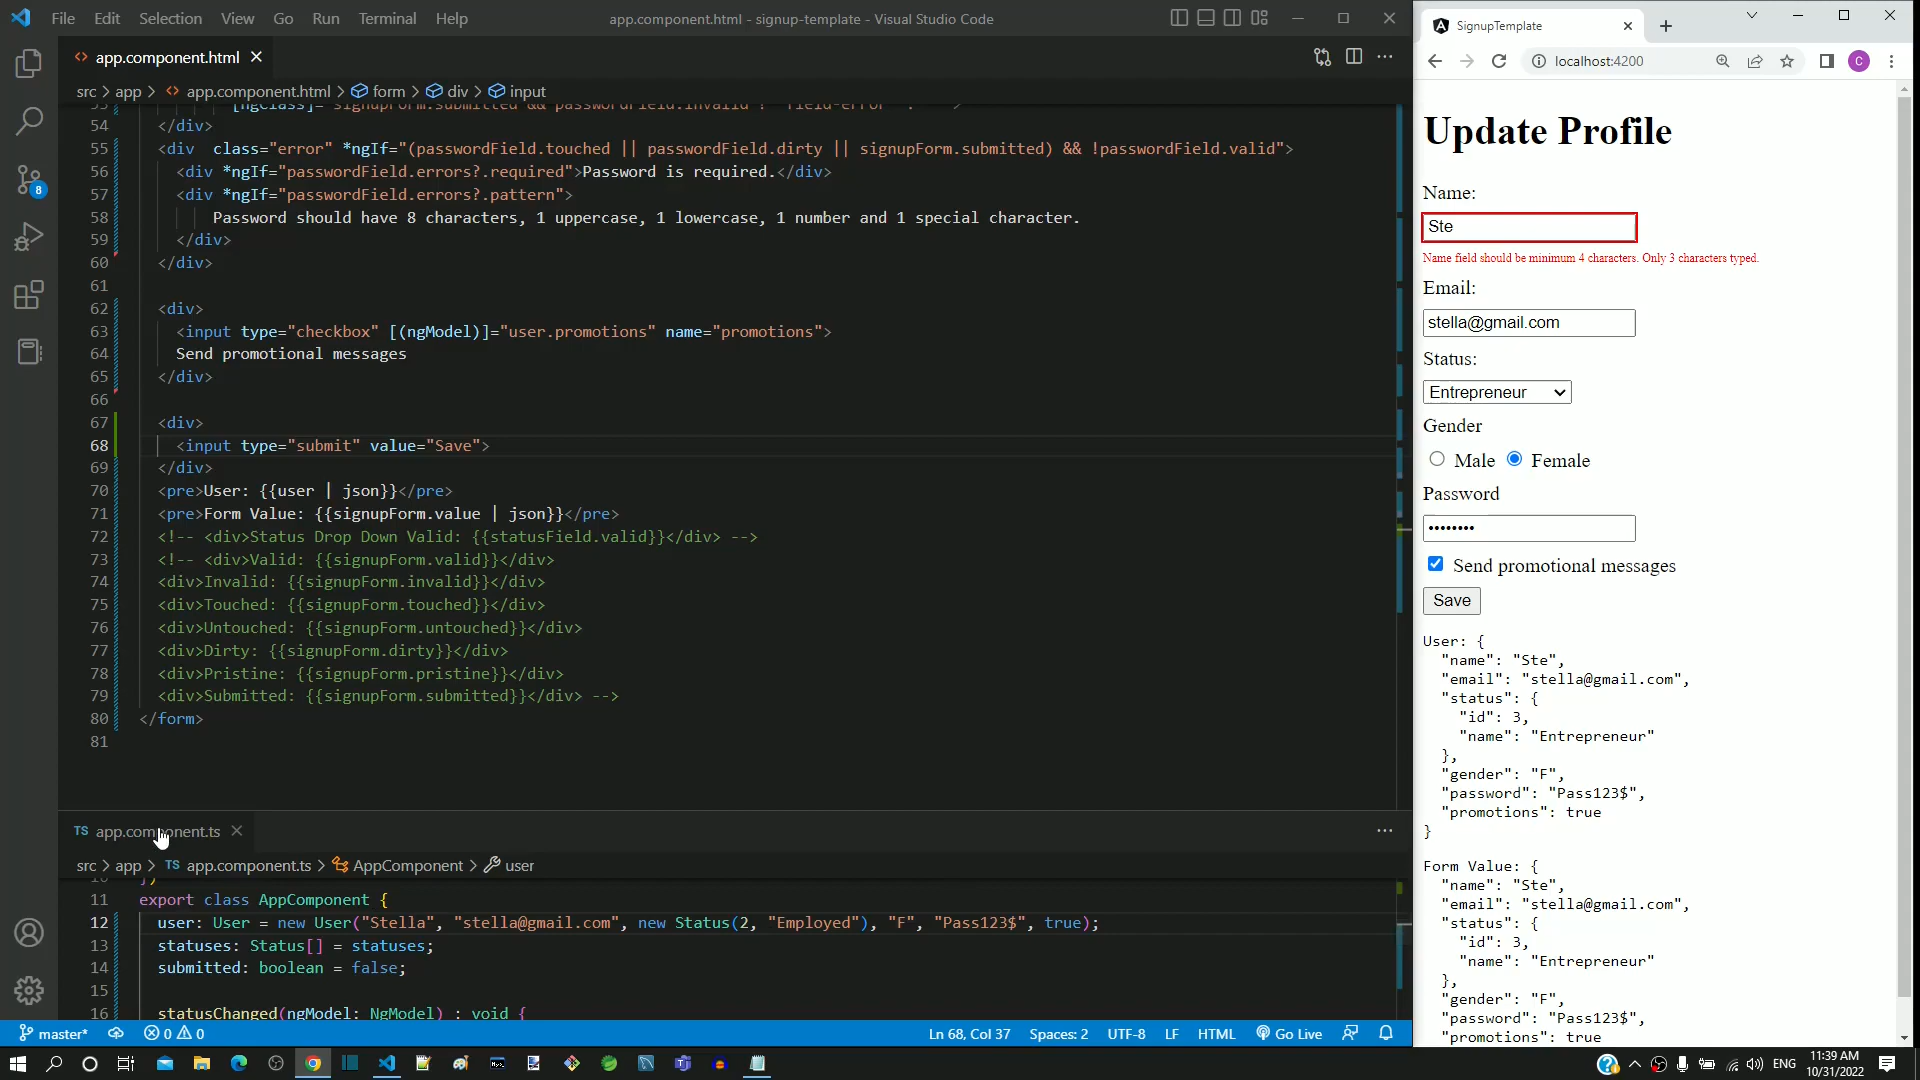 File Edit Selection View Go Run Terminal Help
app.component.html - signup-template - Visual Studio Code
app.component.html
src > app > app.component.html > form > div > input
53 [ngClass]="signupForm.submitted && passwordField.invalid ? 'field-error' : ''">
54 </div>
55 <div  class="error" *ngIf="(passwordField.touched || passwordField.dirty || signupForm.submitted) && !passwordField.valid">
56 <div *ngIf="passwordField.errors?.required">Password is required.</div>
57 <div *ngIf="passwordField.errors?.pattern">
58 Password should have 8 characters, 1 uppercase, 1 lowercase, 1 number and 1 special character.
59 </div>
60 </div>
61
62 <div>
63 <input type="checkbox" [(ngModel)]="user.promotions" name="promotions">
64 Send promotional messages
65 </div>
66
67 <div>
68 <input type="submit" value="Save">
69 </div>
70 <pre>User: {{user | json}}</pre>
71 <pre>Form Value: {{signupForm.value | json}}</pre>
72 <!-- <div>Status Drop Down Valid: {{statusField.valid}}</div> -->
73 <!-- <div>Valid: {{signupForm.valid}}</div>
74 <div>Invalid: {{signupForm.invalid}}</div>
75 <div>Touched: {{signupForm.touched}}</div>
76 <div>Untouched: {{signupForm.untouched}}</div>
77 <div>Dirty: {{signupForm.dirty}}</div>
78 <div>Pristine: {{signupForm.pristine}}</div>
79 <div>Submitted: {{signupForm.submitted}}</div> -->
80 </form>
81
TS app.component.ts
src > app > TS app.component.ts > AppComponent > user
10 })
11 export class AppComponent {
12 user: User = new User("Stella", "stella@gmail.com", new Status(2, "Employed"), "F", "Pass123$", true);
13 statuses: Status[] = statuses;
14 submitted: boolean = false;
15
16 statusChanged(ngModel: NgModel) : void {
8
master* 0 0
Ln 68, Col 37 Spaces: 2 UTF-8 LF HTML Go Live
SignupTemplate
localhost:4200
C
Update Profile
Name:
Ste
Name field should be minimum 4 characters. Only 3 characters typed.
Email:
stella@gmail.com
Status:
Entrepreneur
Gender
Male Female
Password
••••••••
Send promotional messages
Save
User: {
"name": "Ste",
"email": "stella@gmail.com",
"status": {
"id": 3,
"name": "Entrepreneur"
},
"gender": "F",
"password": "Pass123$",
"promotions": true
}
Form Value: {
"name": "Ste",
"email": "stella@gmail.com",
"status": {
"id": 3,
"name": "Entrepreneur"
},
"gender": "F",
"password": "Pass123$",
"promotions": true
ENG
11:39 AM
10/31/2022